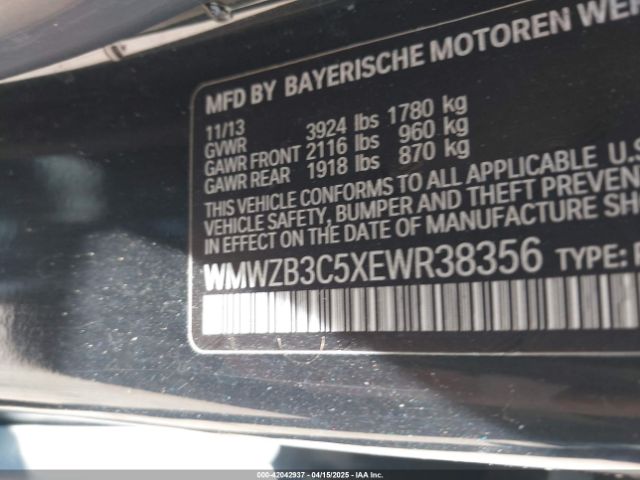 MFD BY BAYERISCHE MOTOREN WER
11/13
GVWR 3924 lbs 1780 kg
GAWR FRONT 2116 lbs 960 kg
GAWR REAR 1918 lbs 870 kg
THIS VEHICLE CONFORMS TO ALL APPLICABLE U.S
VEHICLE SAFETY, BUMPER AND THEFT PREVEN
IN EFFECT ON THE DATE OF MANUFACTURE SH
WMWZB3C5XEWR38356 TYPE:
000-42042937 - 04/15/2025 - IAA Inc.